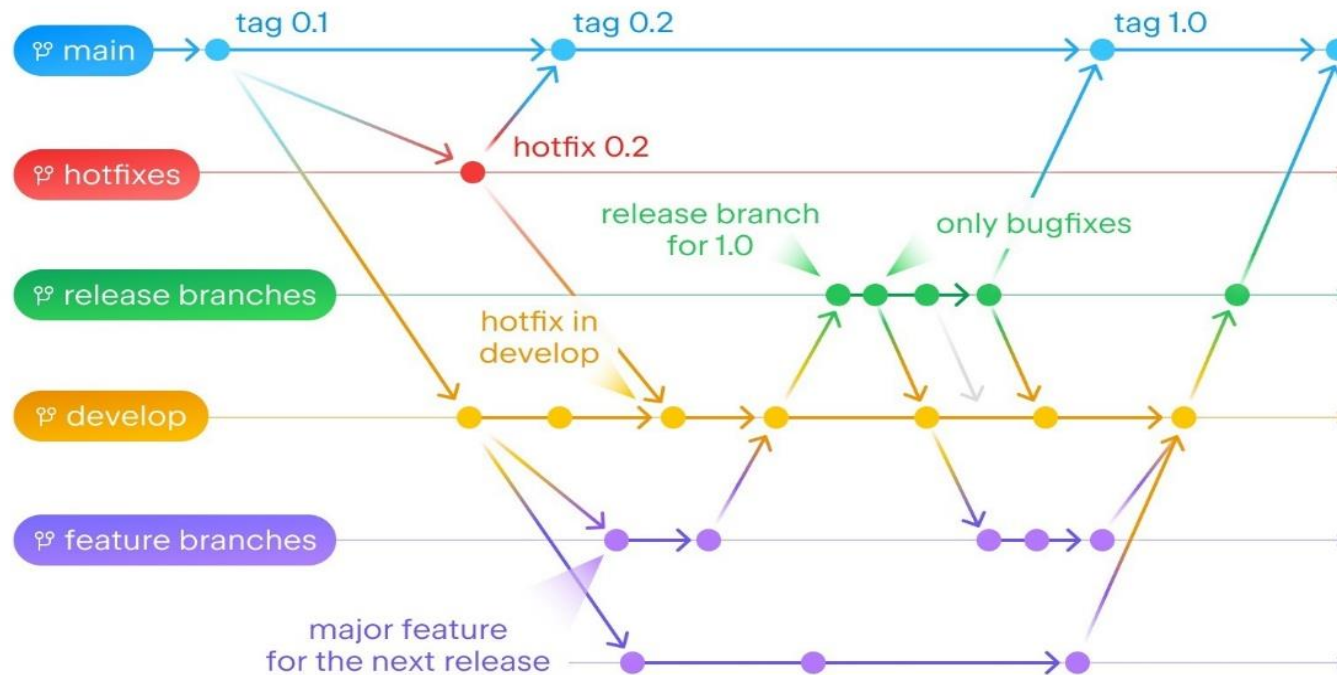 tag 0.1
tag 0.2
tag 1.0
main
hotfix 0.2
hotfixes
release branch
for 1.0
only bugfixes
release branches
hotfix in
develop
develop
feature branches
major feature
for the next release